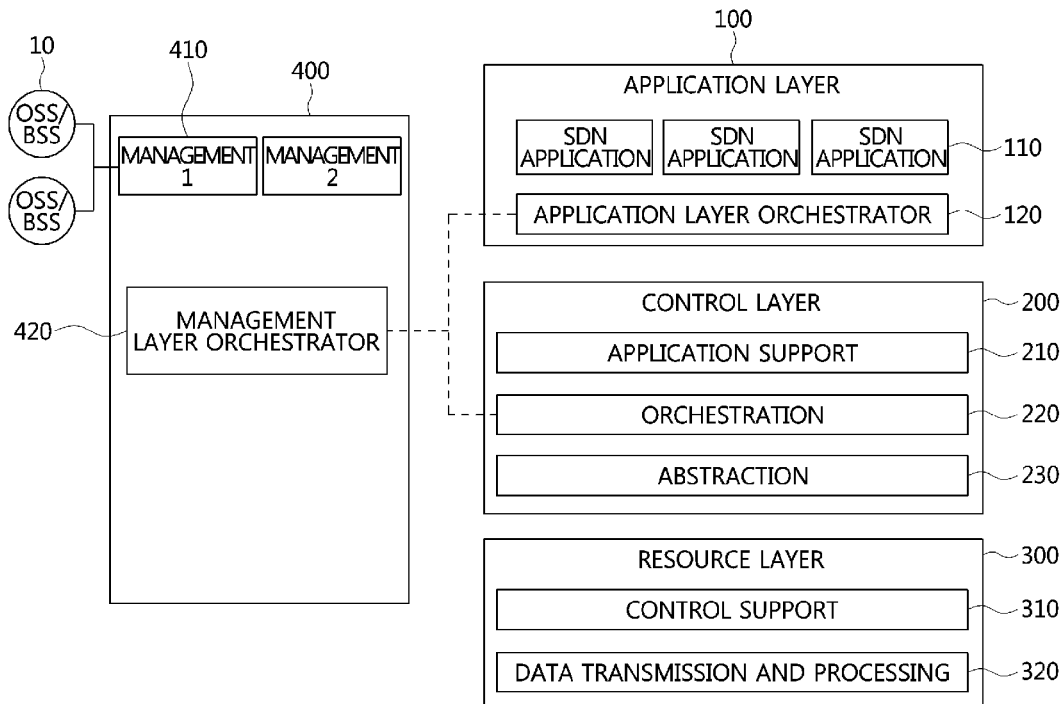 10
410
400
100
OSS/
BSS
OSS/
BSS
MANAGEMENT
1
MANAGEMENT
2
420
MANAGEMENT
LAYER ORCHESTRATOR
APPLICATION LAYER
SDN
APPLICATION
SDN
APPLICATION
SDN
APPLICATION
110
APPLICATION LAYER ORCHESTRATOR
120
CONTROL LAYER
200
APPLICATION SUPPORT
210
ORCHESTRATION
220
ABSTRACTION
230
RESOURCE LAYER
300
CONTROL SUPPORT
310
DATA TRANSMISSION AND PROCESSING
320